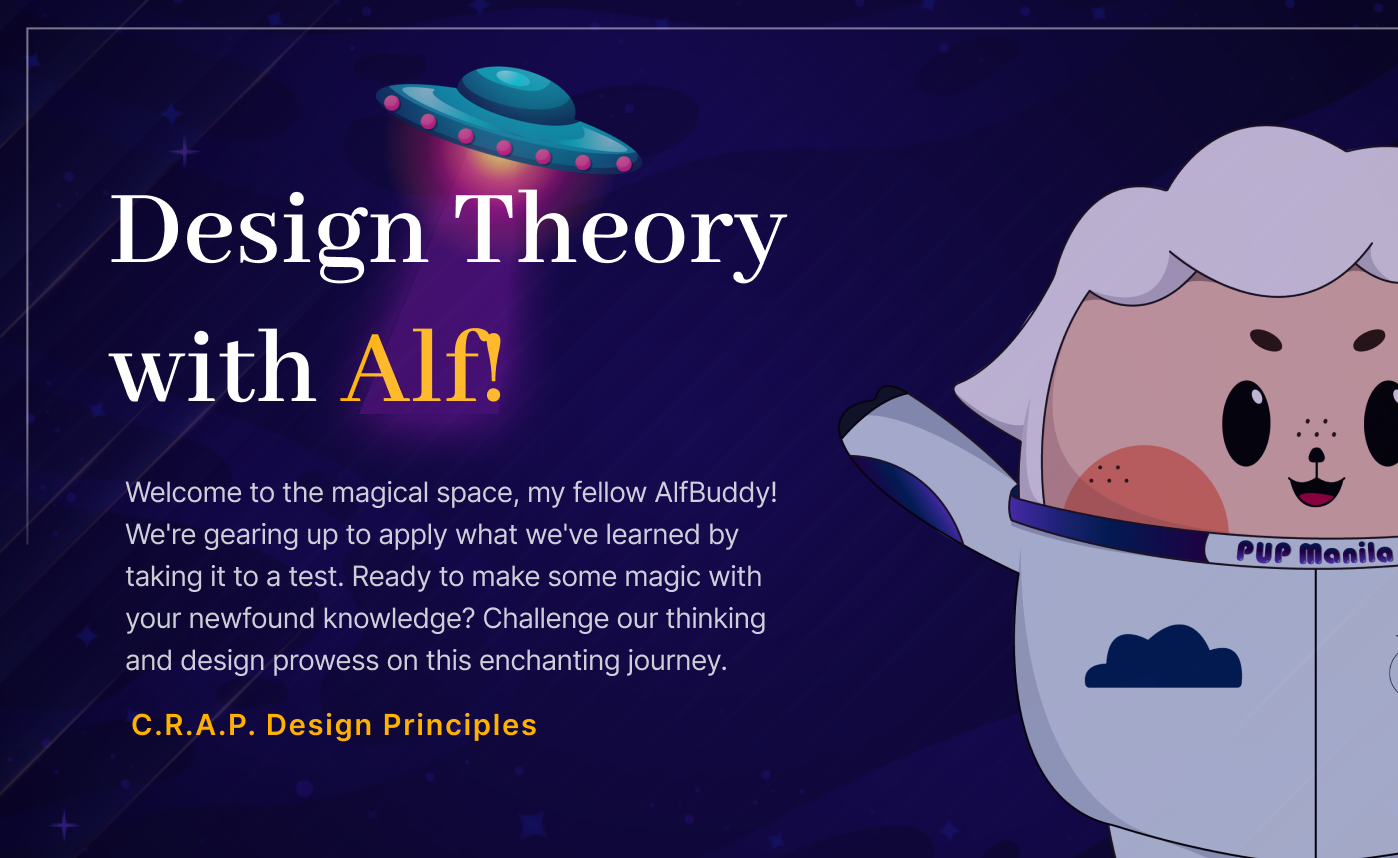 Design Theory
with Alf!
Welcome to the magical space, my fellow AlfBuddy!
We're gearing up to apply what we've learned by
taking it to a test. Ready to make some magic with
your newfound knowledge? Challenge our thinking
and design prowess on this enchanting journey.
C.R.A.P. Design Principles
PUP Manila